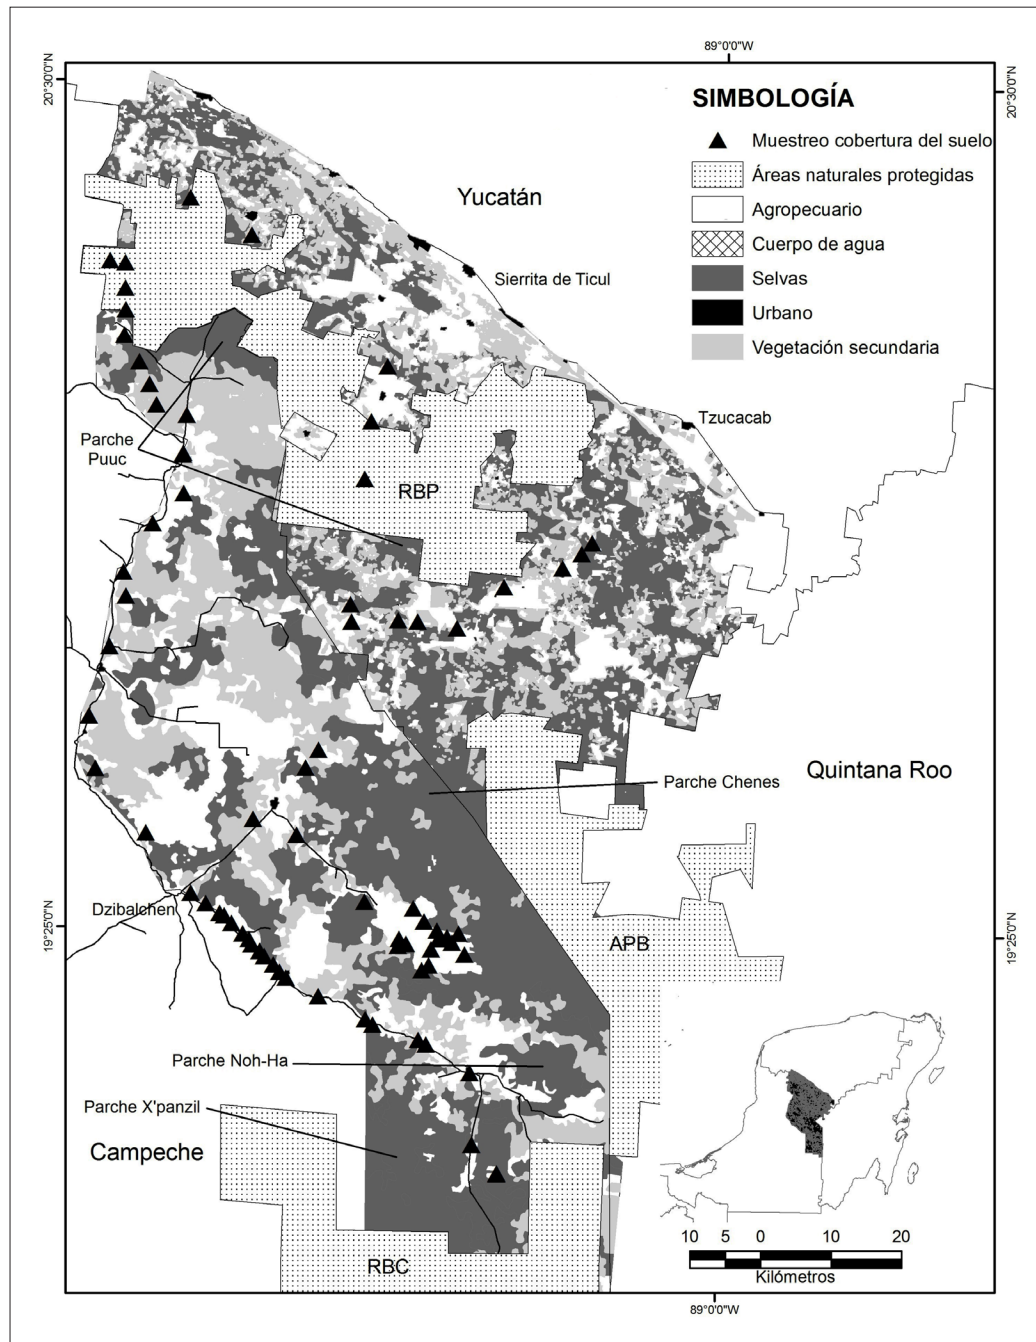 89°0'0"W
20°30'0"N
20°30'0"N
SIMBOLOGÍA
Muestreo cobertura del suelo
Áreas naturales protegidas
Agropecuario
Cuerpo de agua
Selvas
Urbano
Vegetación secundaria
Yucatán
Sierrita de Ticul
Tzucacab
Parche
Puuc
RBP
Quintana Roo
Parche Chenes
Dzibalchen
19°25'0"N
19°25'0"N
APB
Parche Noh-Ha
Parche X'panzil
Campeche
RBC
10 5 0 10 20
Kilómetros
89°0'0"W